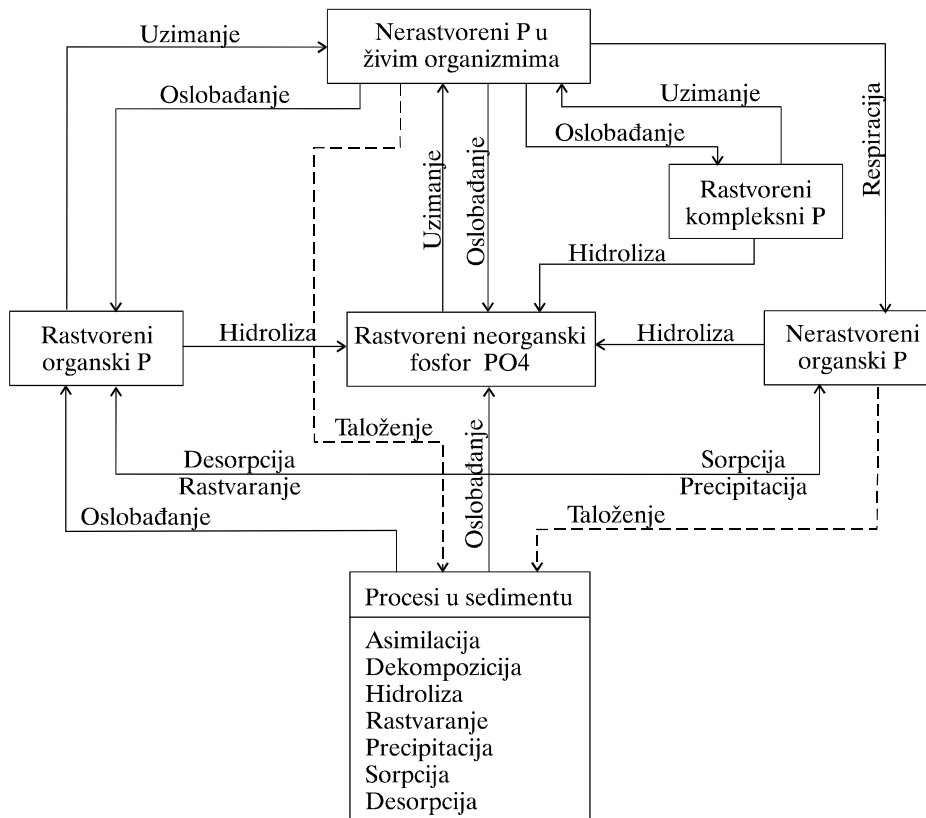 Nerastvoreni P u
živim organizmima
Uzimanje
Oslobađanje
Uzimanje
Oslobađanje
Respiracija
Uzimanje
Oslobađanje
Rastvoreni
kompleksni P
Hidroliza
Rastvoreni
organski P
Hidroliza
Rastvoreni neorganski
fosfor PO4
Hidroliza
Nerastvoreni
organski P
Taloženje
Desorpcija
Rastvaranje
Sorpcija
Precipitacija
Oslobađanje
Oslobađanje
Taloženje
Procesi u sedimentu
Asimilacija
Dekompozicija
Hidroliza
Rastvaranje
Precipitacija
Sorpcija
Desorpcija